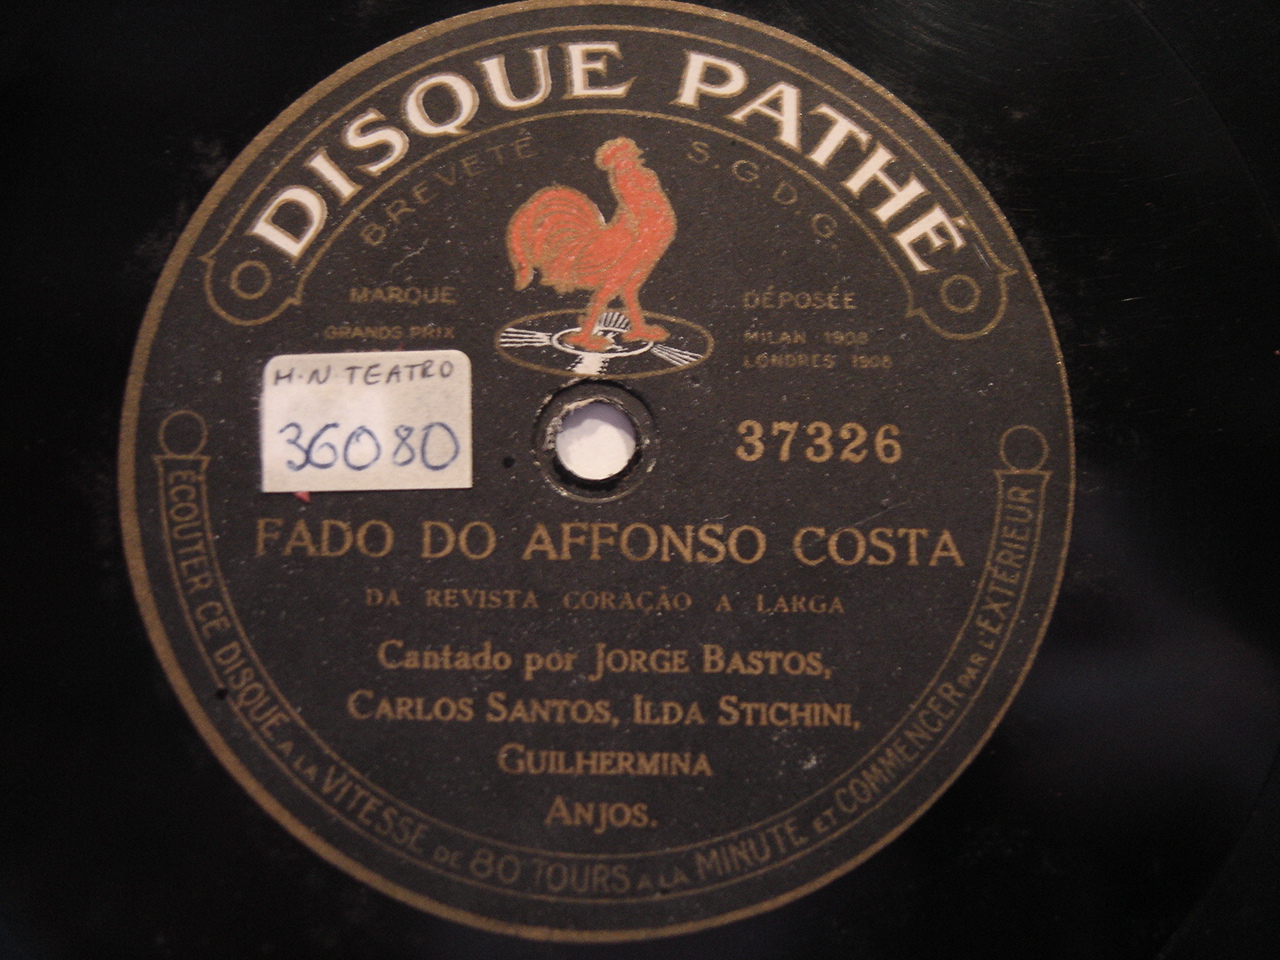 DISQUE PATHÉ
BREVETÉ S.G.D.G.
MARQUE DÉPOSÉE
GRANDS PRIX
MILAN 1906
LONDRES 1908
M.N TEATRO
36080
37326
FADO DO AFFONSO COSTA
DA REVISTA CORAÇÃO A LARGA
Cantado por JORGE BASTOS,
CARLOS SANTOS, ILDA STICHINI,
GUILHERMINA
ANJOS.
ÉCOUTER CE DISQUE A LA VITESSE DE 80 TOURS A LA MINUTE ET COMMENCER PAR L'EXTÉRIEUR